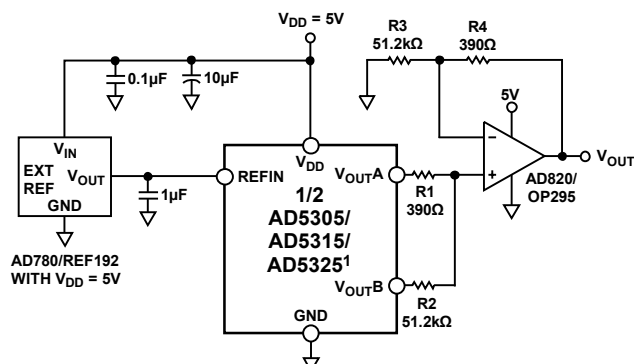 V_DD = 5V
R3
51.2kΩ
R4
390Ω
0.1µF
10µF
5V
V_IN
EXT
REF
V_OUT
GND
1µF
REFIN
V_DD
1/2
AD5305/
AD5315/
AD5325¹
V_OUTA
V_OUTB
GND
R1
390Ω
R2
51.2kΩ
V_OUT
AD820/
OP295
AD780/REF192
WITH V_DD = 5V